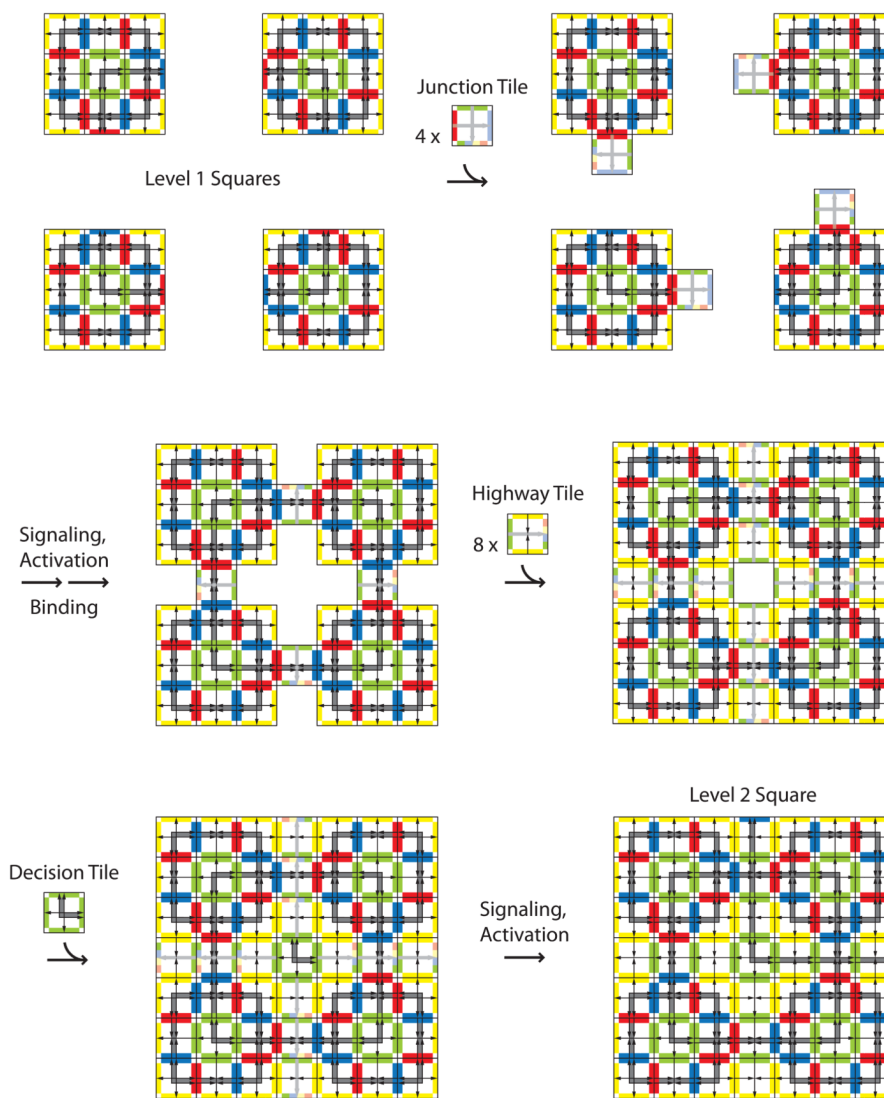 Junction Tile
4 x
Level 1 Squares
Signaling,
Activation
Binding
Highway Tile
8 x
Level 2 Square
Decision Tile
Signaling,
Activation